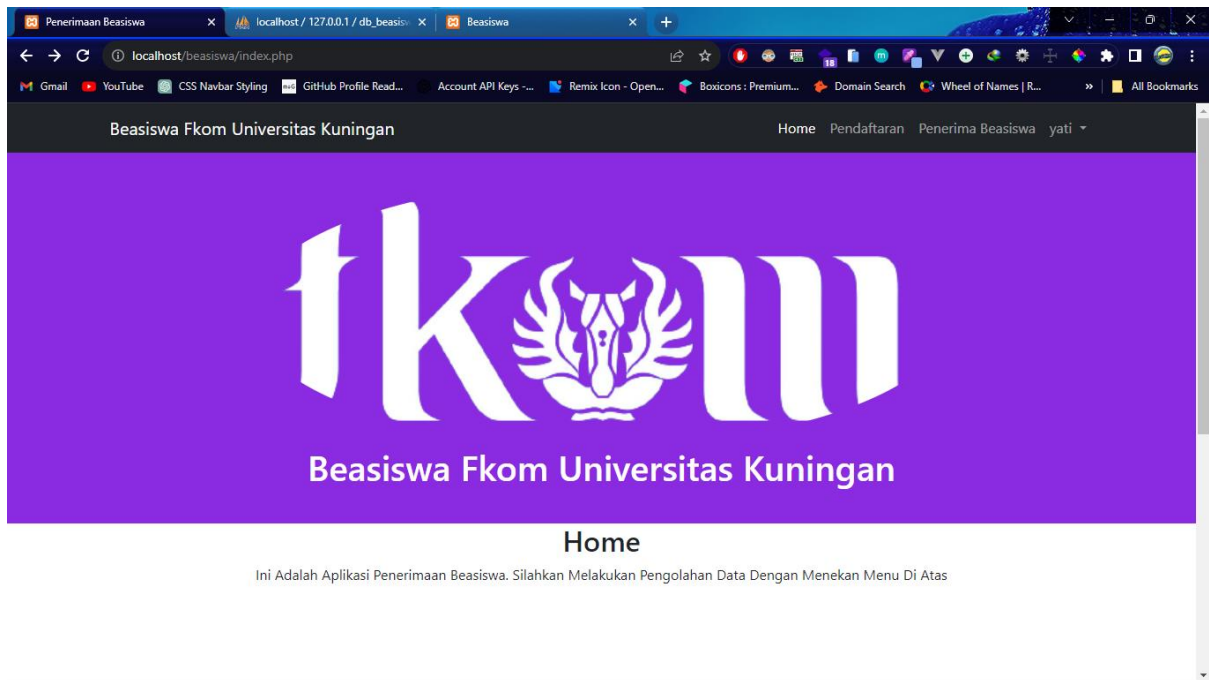 Penerimaan Beasiswa
localhost / 127.0.0.1 / db_beasisw
Beasiswa
localhost/beasiswa/index.php
18
Gmail
YouTube
CSS Navbar Styling
GitHub Profile Read...
Account API Keys -...
Remix Icon - Open...
Boxicons : Premium...
Domain Search
Wheel of Names | R...
»
All Bookmarks
Beasiswa Fkom Universitas Kuningan
Home Pendaftaran Penerima Beasiswa yati
fkom
Beasiswa Fkom Universitas Kuningan
Home
Ini Adalah Aplikasi Penerimaan Beasiswa. Silahkan Melakukan Pengolahan Data Dengan Menekan Menu Di Atas